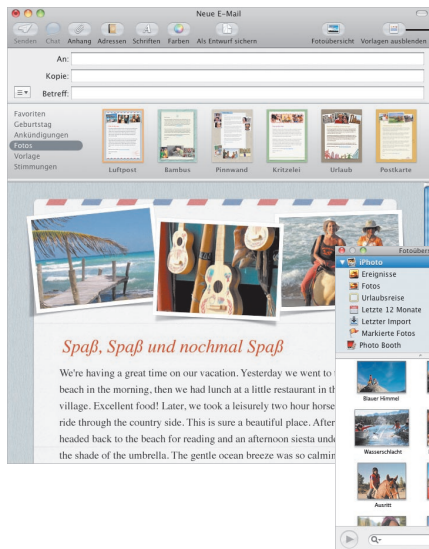 Neue E-Mail
Senden Chat Anhang Adressen Schriften Farben Als Entwurf sichern Fotoübersicht Vorlagen ausblenden
An:
Kopie:
Betreff:
Favoriten
Geburtstag
Ankündigungen
Fotos
Vorlage
Stimmungen
Luftpost Bambus Pinnwand Kritzelei Urlaub Postkarte
Spaß, Spaß und nochmal Spaß
We're having a great time on our vacation. Yesterday we went to t
beach in the morning, then we had lunch at a little restaurant in th
village. Excellent food! Later, we took a leisurely two hour horse
ride through the country side. This is sure a beautiful place. After
headed back to the beach for reading and an afternoon siesta unde
the shade of the umbrella. The gentle ocean breeze was so calmin
Fotoübers
iPhoto
Ereignisse
Fotos
Urlaubsreise
Letzte 12 Monate
Letzter Import
Markierte Fotos
Photo Booth
Blauer Himmel
Wasserschlacht
Ausritt